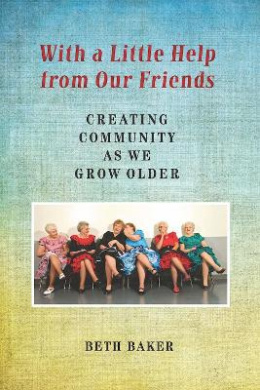 With a Little Help
from Our Friends
CREATING
COMMUNITY
AS WE
GROW OLDER
BETH BAKER